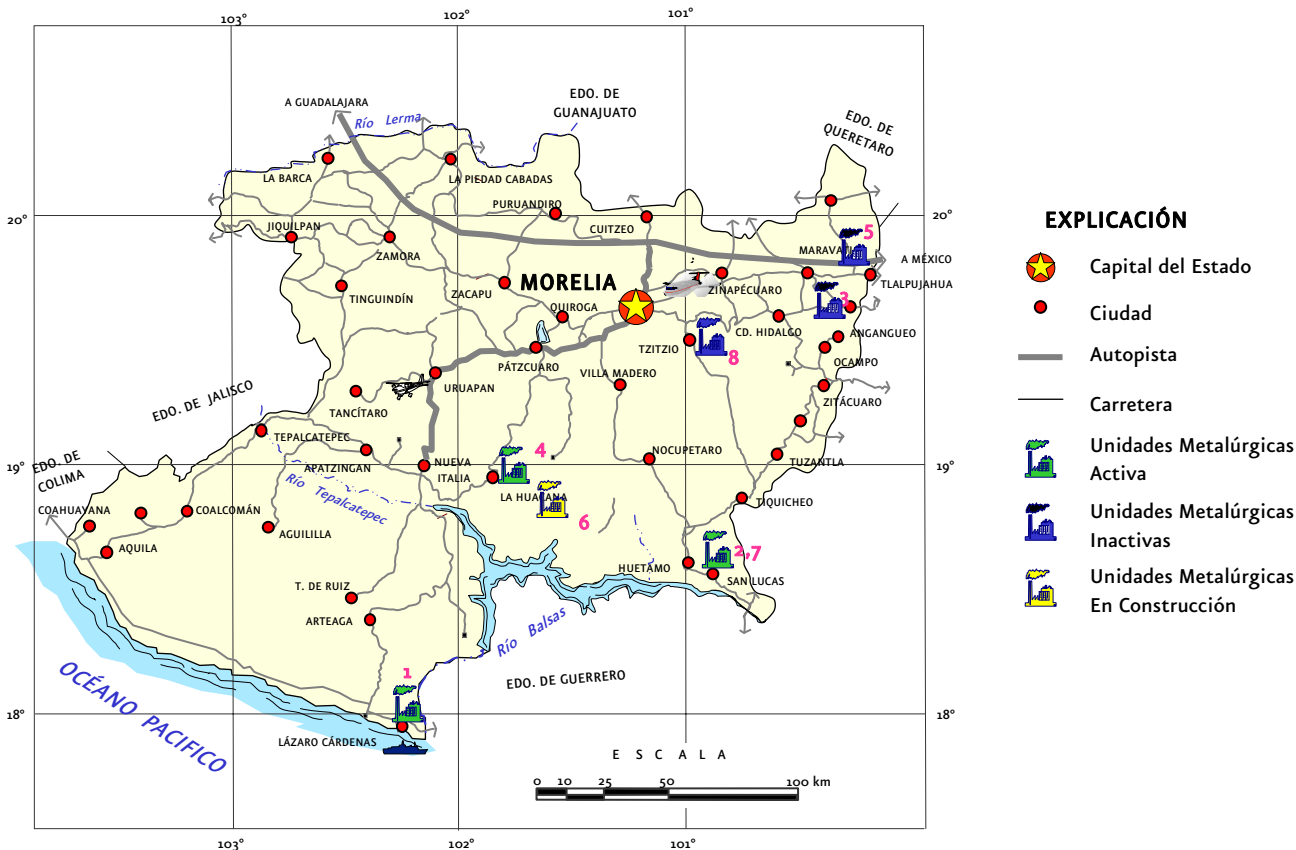 103°
102°
101°
A GUADALAJARA
Río Lerma
EDO. DE
GUANAJUATO
EDO. DE
QUERETARO
LA BARCA
LA PIEDAD CABADAS
PURUANDIRO
CUITZEO
20°
20°
JIQUILPAN
ZAMORA
MARAVATI
5
A MÉXICO
TLALPUJAHUA
TINGUINDÍN
ZACAPU
MORELIA
QUIROGA
ZINAPÉCUARO
3
CD. HIDALGO
ANGANGUEO
OCAMPO
TZITZIO
8
PÁTZCUARO
VILLA MADERO
URUAPAN
ZITÁCUARO
TANCÍTARO
EDO. DE JALISCO
TEPALCATEPEC
APATZINGAN
NUEVA
ITALIA
4
NOCUPETARO
TUZANTLA
19°
19°
EDO. DE
COLIMA
Río Tepalcatepec
LA HUACANA
6
TIQUICHEO
COAHUAYANA
COALCOMÁN
AGUILILLA
AQUILA
2,7
HUETAMO
SAN LUCAS
T. DE RUIZ
ARTEAGA
Río Balsas
EDO. DE GUERRERO
1
OCÉANO PACIFICO
18°
18°
LÁZARO CÁRDENAS
E S C A L A
0 10 25 50 100 km
103°
102°
101°
EXPLICACIÓN
Capital del Estado
Ciudad
Autopista
Carretera
Unidades Metalúrgicas
Activa
Unidades Metalúrgicas
Inactivas
Unidades Metalúrgicas
En Construcción